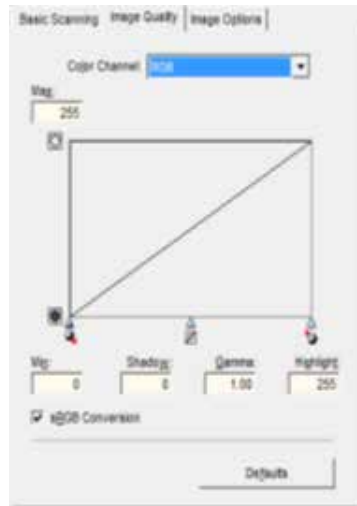 Basic Scanning Image Quality Image Options
Color Channel: RGB
Max:
255
Min: Shadow: Gamma: Highlight:
0 0 1.00 255
sRGB Conversion
Defaults